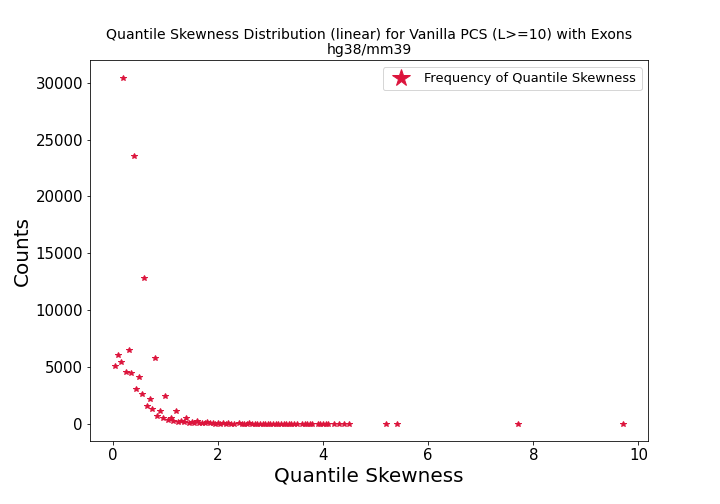 Quantile Skewness Distribution (linear) for Vanilla PCS (L>=10) with Exons
hg38/mm39
Frequency of Quantile Skewness
30000
25000
20000
15000
10000
5000
0
Counts
0 2 4 6 8 10
Quantile Skewness